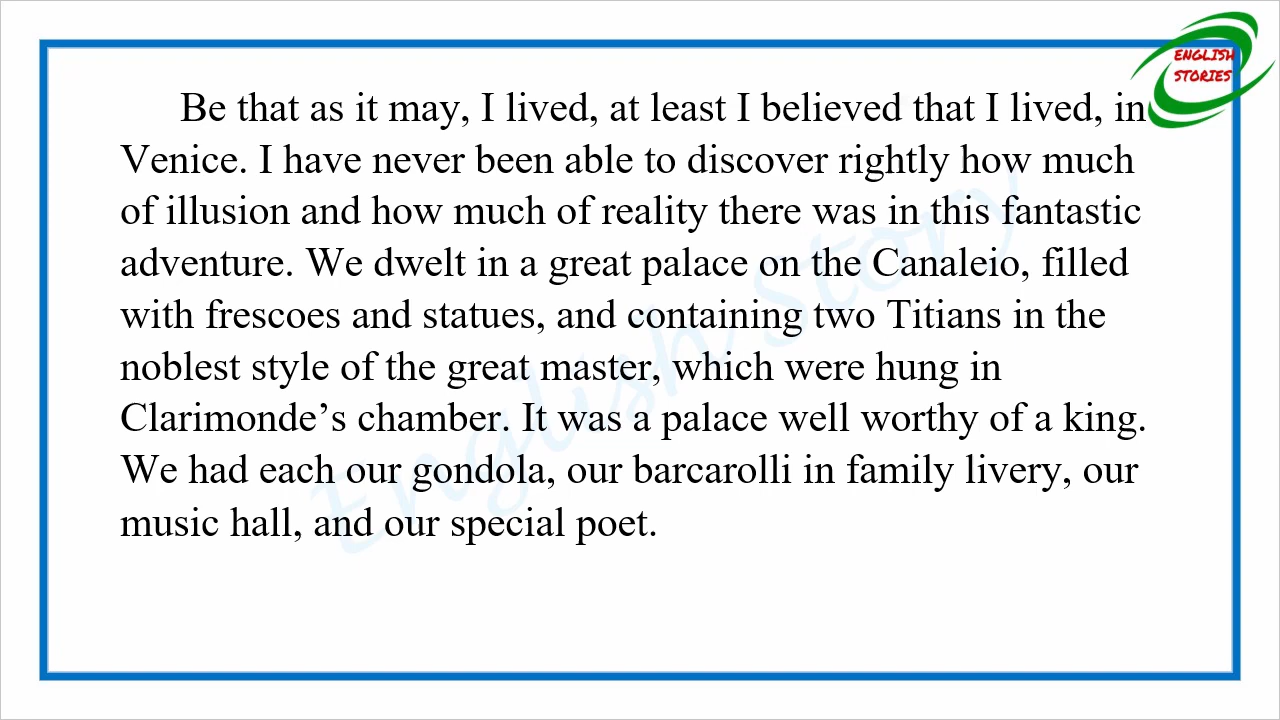 ENGLISH
STORIES
Be that as it may, I lived, at least I believed that I lived, in
Venice. I have never been able to discover rightly how much
of illusion and how much of reality there was in this fantastic
adventure. We dwelt in a great palace on the Canaleio, filled
with frescoes and statues, and containing two Titians in the
noblest style of the great master, which were hung in
Clarimonde’s chamber. It was a palace well worthy of a king.
We had each our gondola, our barcarolli in family livery, our
music hall, and our special poet.
English Story